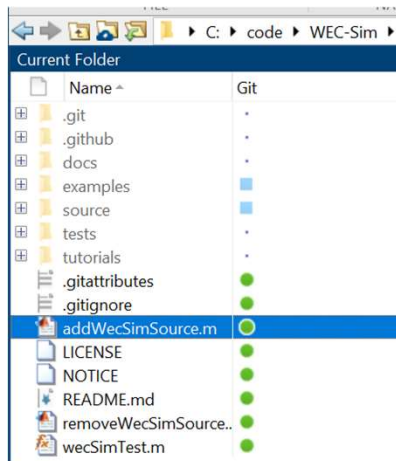 C: code WEC-Sim
Current Folder
Name Git
.git
.github
docs
examples
source
tests
tutorials
.gitattributes
.gitignore
addWecSimSource.m
LICENSE
NOTICE
README.md
removeWecSimSource..
wecSimTest.m